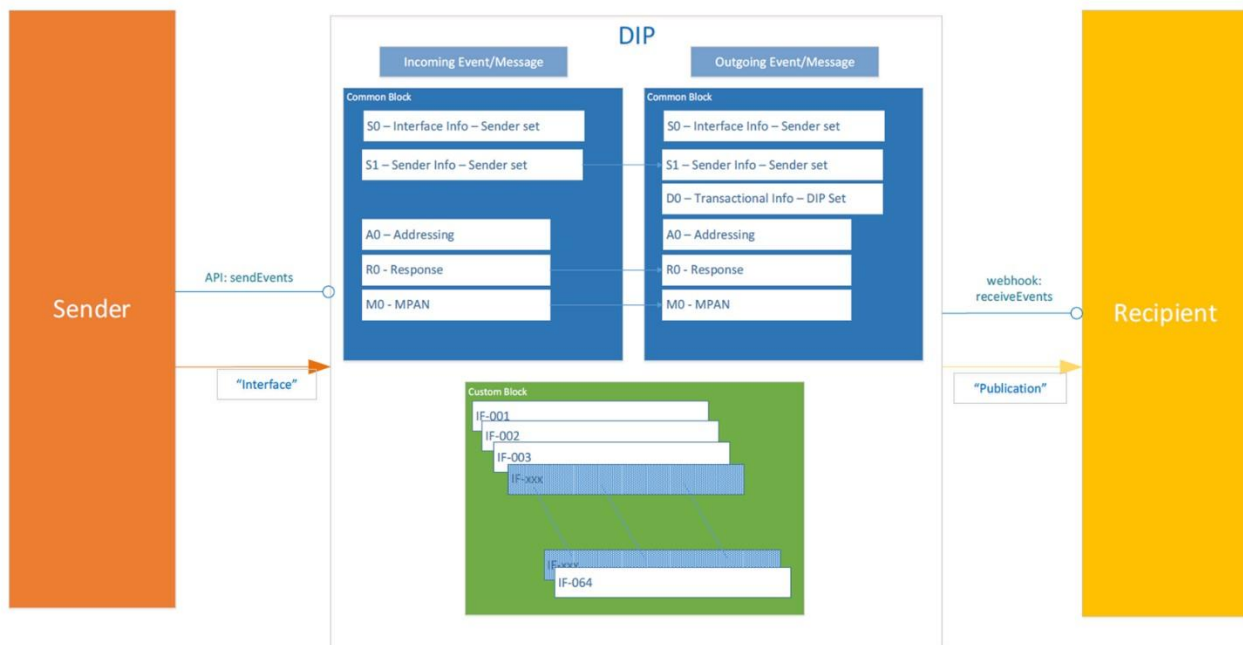 DIP
Incoming Event/Message
Outgoing Event/Message
Common Block
S0 – Interface Info – Sender set
S1 – Sender Info – Sender set
A0 – Addressing
R0 - Response
M0 - MPAN
Common Block
S0 – Interface Info – Sender set
S1 – Sender Info – Sender set
D0 – Transactional Info – DIP Set
A0 – Addressing
R0 - Response
M0 - MPAN
Sender
API: sendEvents
“Interface”
webhook:
receiveEvents
“Publication”
Recipient
Custom Block
IF-001
IF-002
IF-003
IF-xxx
IF-xxx
IF-064